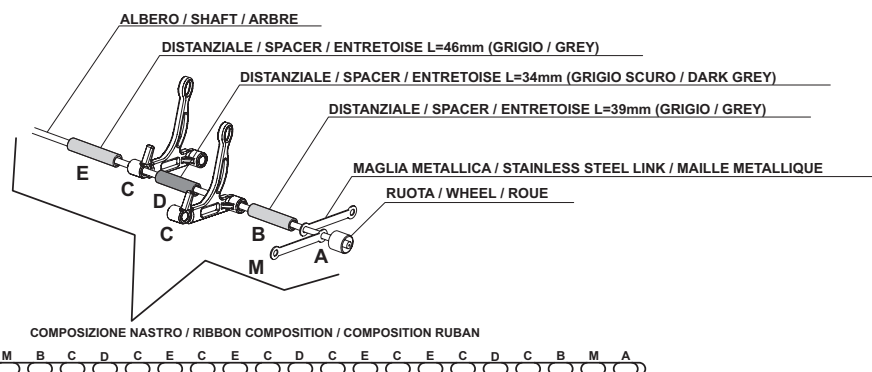 ALBERO / SHAFT / ARBRE
DISTANZIALE / SPACER / ENTRETOISE L=46mm (GRIGIO / GREY)
DISTANZIALE / SPACER / ENTRETOISE L=34mm (GRIGIO SCURO / DARK GREY)
DISTANZIALE / SPACER / ENTRETOISE L=39mm (GRIGIO / GREY)
MAGLIA METALLICA / STAINLESS STEEL LINK / MAILLE METALLIQUE
RUOTA / WHEEL / ROUE
E
C
D
C
B
A
M
COMPOSIZIONE NASTRO / RIBBON COMPOSITION / COMPOSITION RUBAN
M B C D C E C E C D C E C E C D C B M A